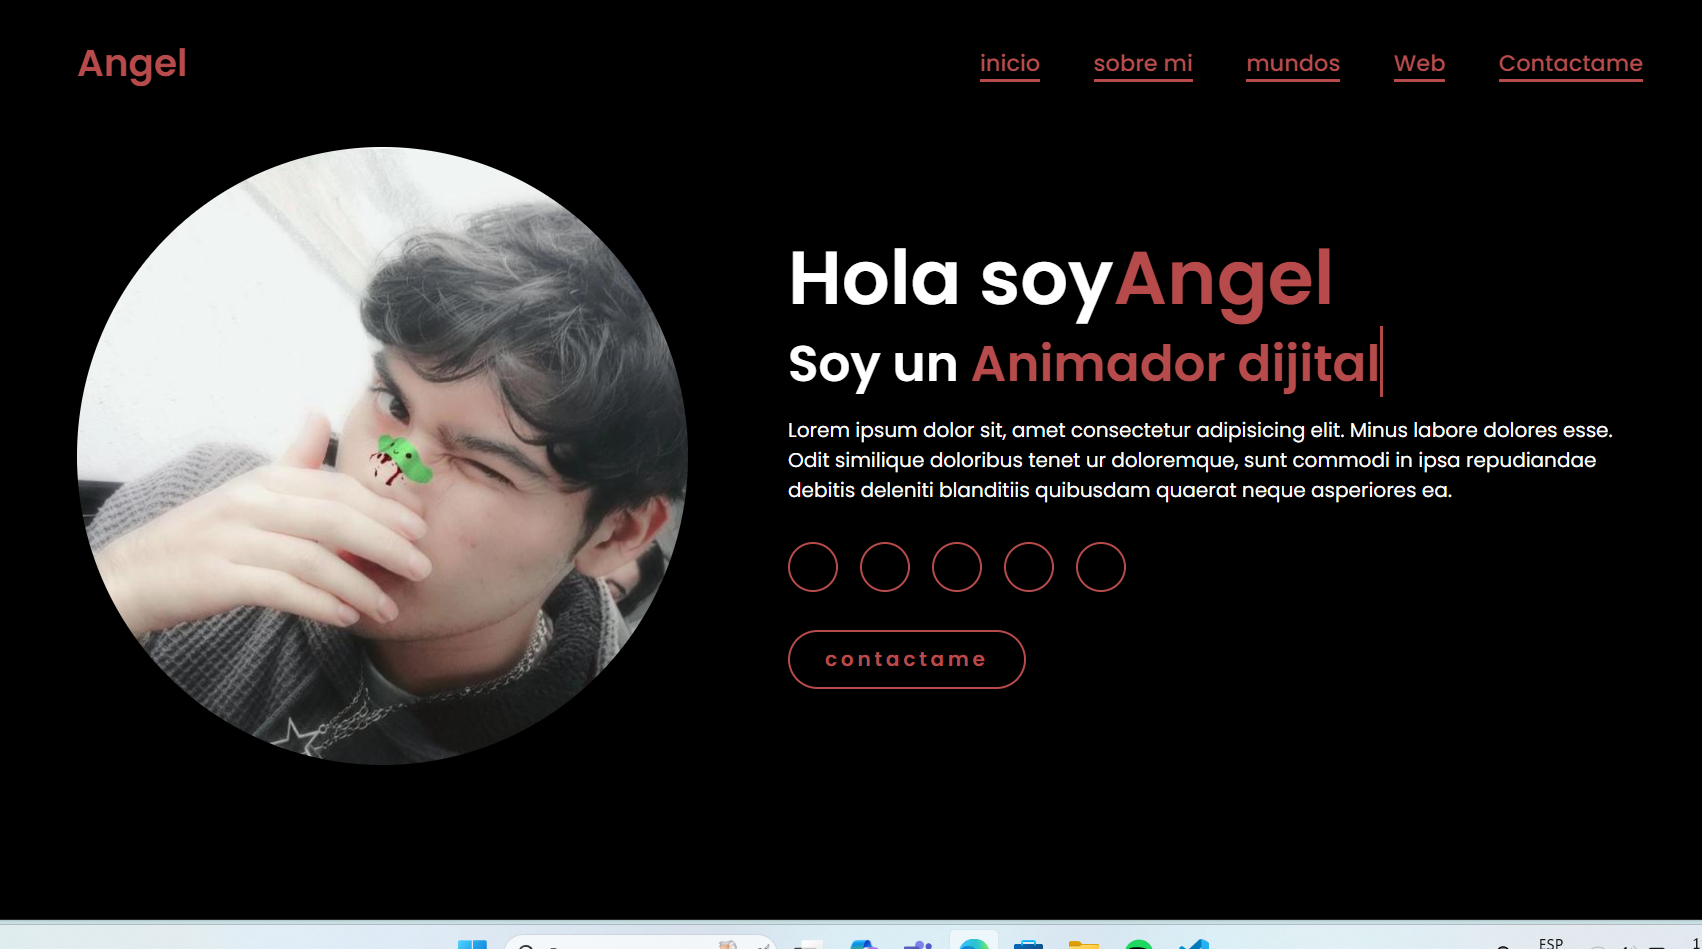 Angel
inicio sobre mi mundos Web Contactame
Hola soyAngel
Soy un Animador dijital
Lorem ipsum dolor sit, amet consectetur adipisicing elit. Minus labore dolores esse.
Odit similique doloribus tenet ur doloremque, sunt commodi in ipsa repudiandae
debitis deleniti blanditiis quibusdam quaerat neque asperiores ea.
contactame
ESP